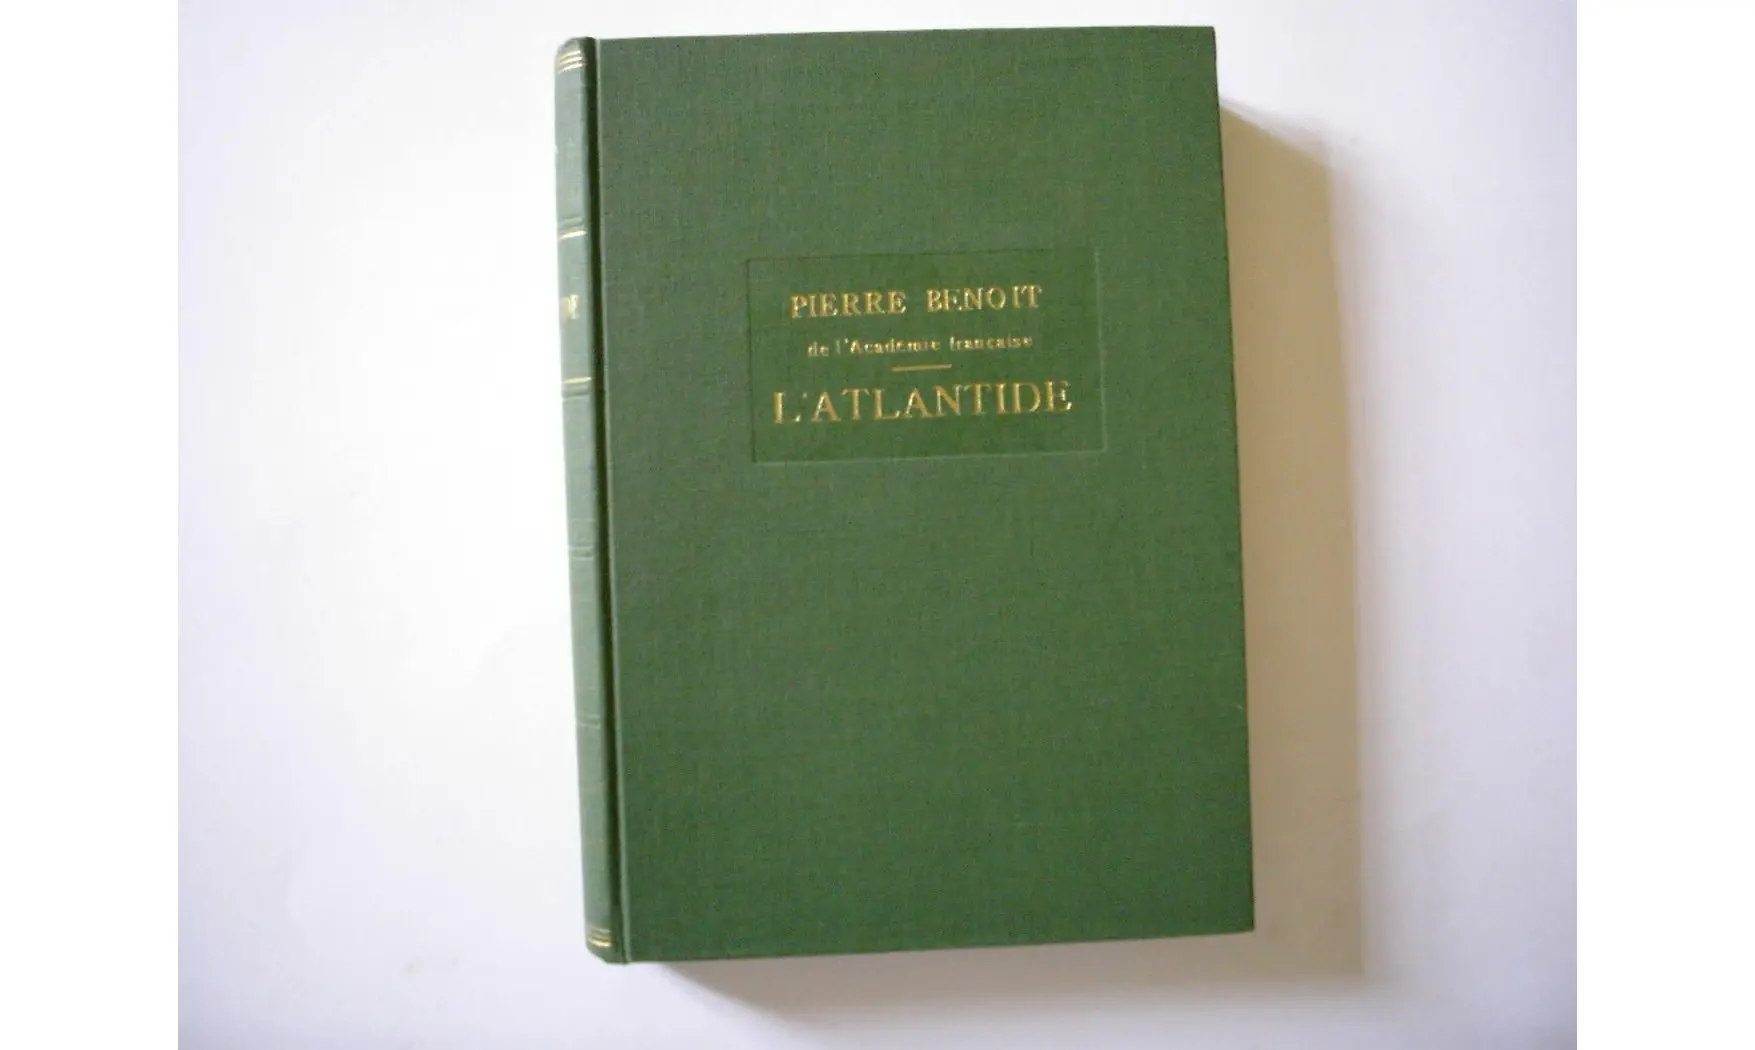 PIERRE BENOIT
de l'Académie française
L'ATLANTIDE